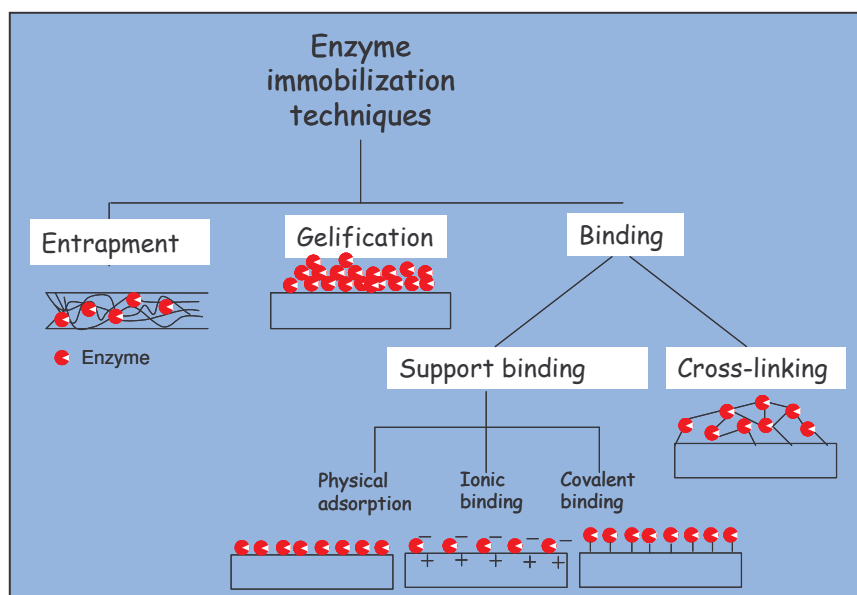 Enzyme
immobilization
techniques
Entrapment
Gelification
Binding
Enzyme
Support binding
Cross-linking
Physical
adsorption
Ionic
binding
Covalent
binding
− − − − −
+ + + + +